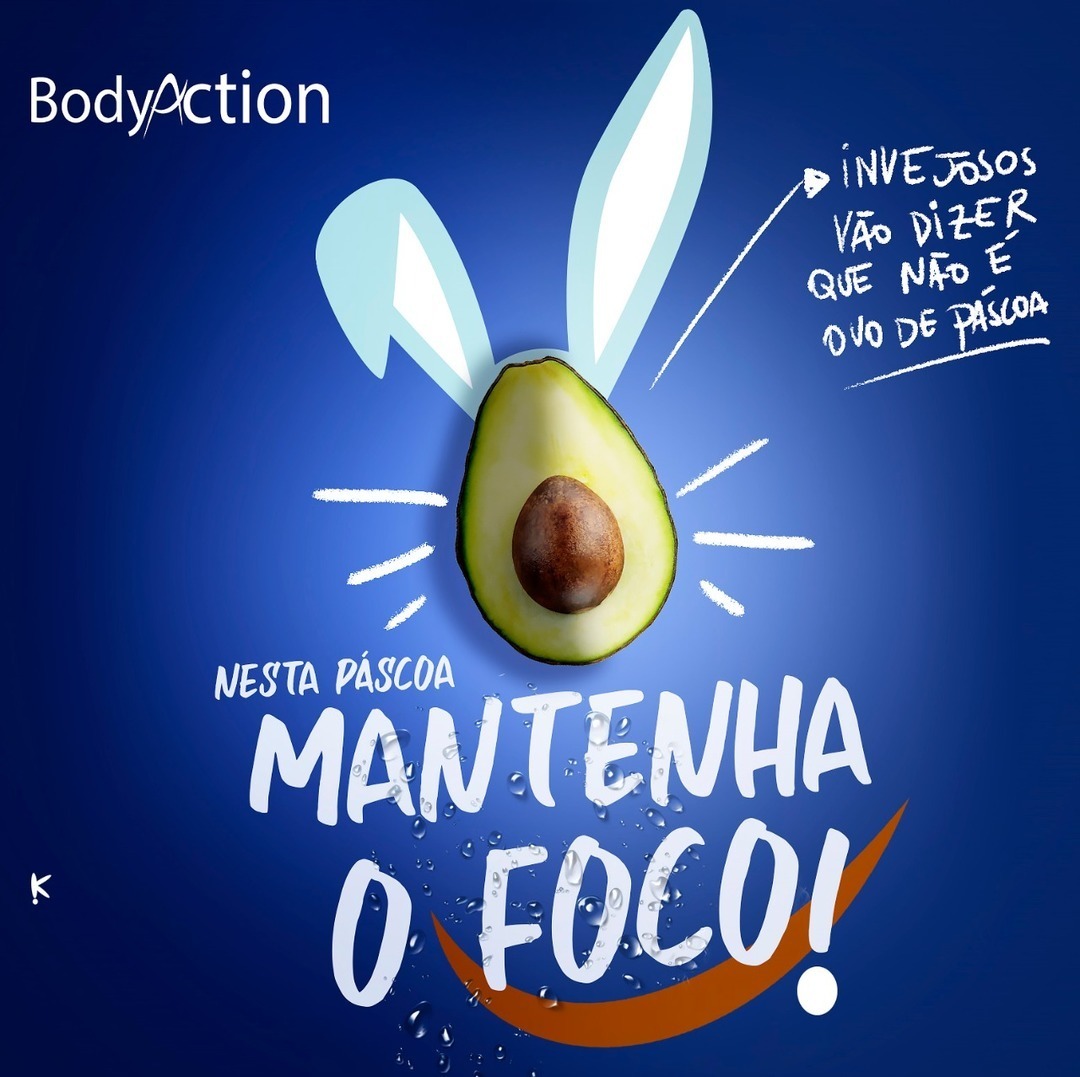 BodyAction
INVEJOSOS
VÃO DIZER
QUE NÃO É
OVO DE PÁSCOA
NESTA PÁSCOA
MANTENHA
O FOCO!
K